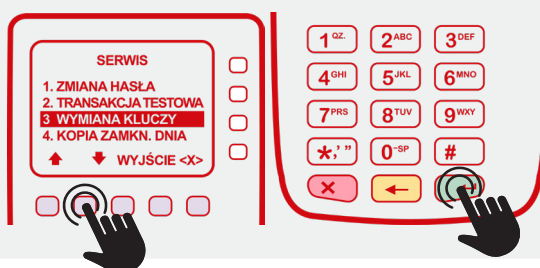 SERWIS
1. ZMIANA HASŁA
2. TRANSAKCJA TESTOWA
3 WYMIANA KLUCZY
4. KOPIA ZAMKN. DNIA
WYJŚCIE <X>
1 QZ. 2 ABC 3 DEF
4 GHI 5 JKL 6 MNO
7 PRS 8 TUV 9 WXY
*,' " 0 -SP #